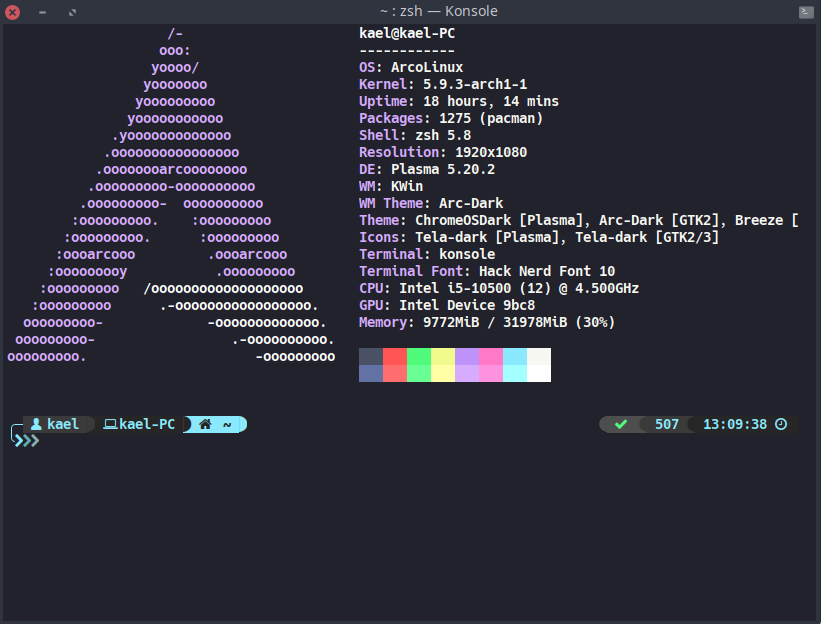 ~ : zsh — Konsole
/-
ooo:
yoooo/
yooooooo
yooooooooo
yooooooooooo
.yooooooooooooo
.oooooooooooooooo
.oooooooarcoooooooo
.ooooooooo-oooooooooo
.ooooooooo-  oooooooooo
:ooooooooo.    :ooooooooo
:ooooooooo.      :ooooooooo
:oooarcooo         .oooarcooo
:ooooooooy           .ooooooooo
:ooooooooo   /ooooooooooooooooooo
:ooooooooo      .-ooooooooooooooooo.
ooooooooo-             -ooooooooooooo.
ooooooooo-                 .-oooooooooo.
ooooooooo.                     -ooooooooo
kael@kael-PC
------------
OS: ArcoLinux
Kernel: 5.9.3-arch1-1
Uptime: 18 hours, 14 mins
Packages: 1275 (pacman)
Shell: zsh 5.8
Resolution: 1920x1080
DE: Plasma 5.20.2
WM: KWin
WM Theme: Arc-Dark
Theme: ChromeOSDark [Plasma], Arc-Dark [GTK2], Breeze [
Icons: Tela-dark [Plasma], Tela-dark [GTK2/3]
Terminal: konsole
Terminal Font: Hack Nerd Font 10
CPU: Intel i5-10500 (12) @ 4.500GHz
GPU: Intel Device 9bc8
Memory: 9772MiB / 31978MiB (30%)
kael kael-PC ~ 507 13:09:38